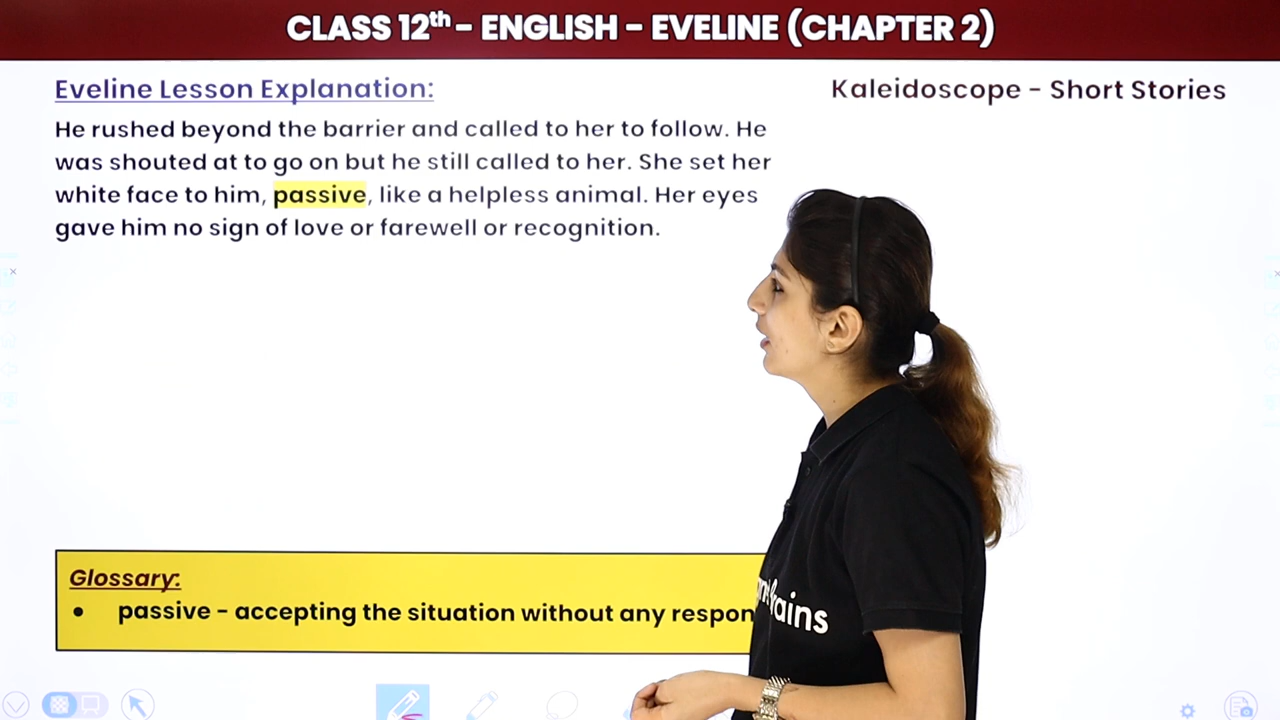 CLASS 12th - ENGLISH - EVELINE (CHAPTER 2)
Eveline Lesson Explanation:
Kaleidoscope - Short Stories
He rushed beyond the barrier and called to her to follow. He
was shouted at to go on but he still called to her. She set her
white face to him, passive, like a helpless animal. Her eyes
gave him no sign of love or farewell or recognition.
Glossary:
• passive - accepting the situation without any